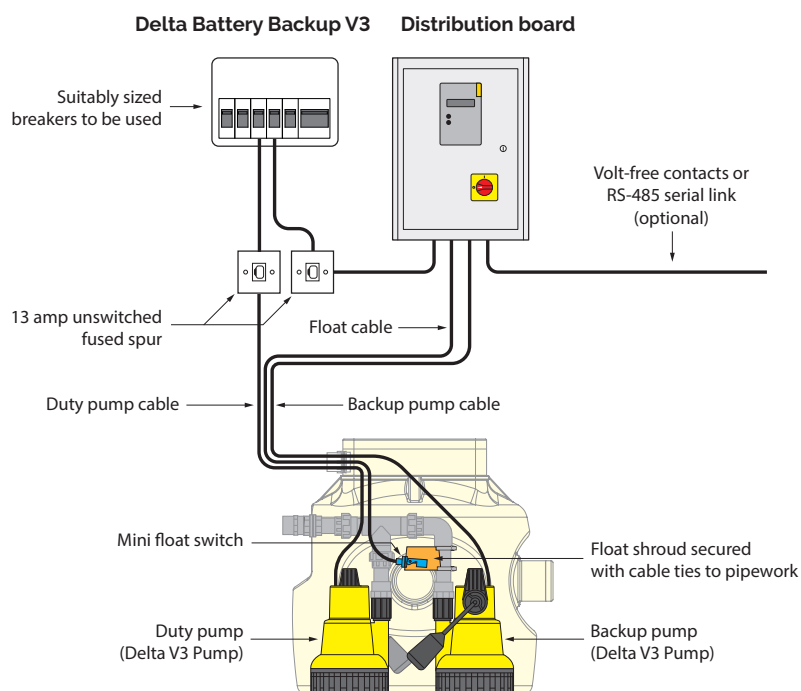 Delta Battery Backup V3
Distribution board
Suitably sized
breakers to be used
Volt-free contacts or
RS-485 serial link
(optional)
13 amp unswitched
fused spur
Float cable
Duty pump cable
Backup pump cable
Mini float switch
Float shroud secured
with cable ties to pipework
Duty pump
(Delta V3 Pump)
Backup pump
(Delta V3 Pump)